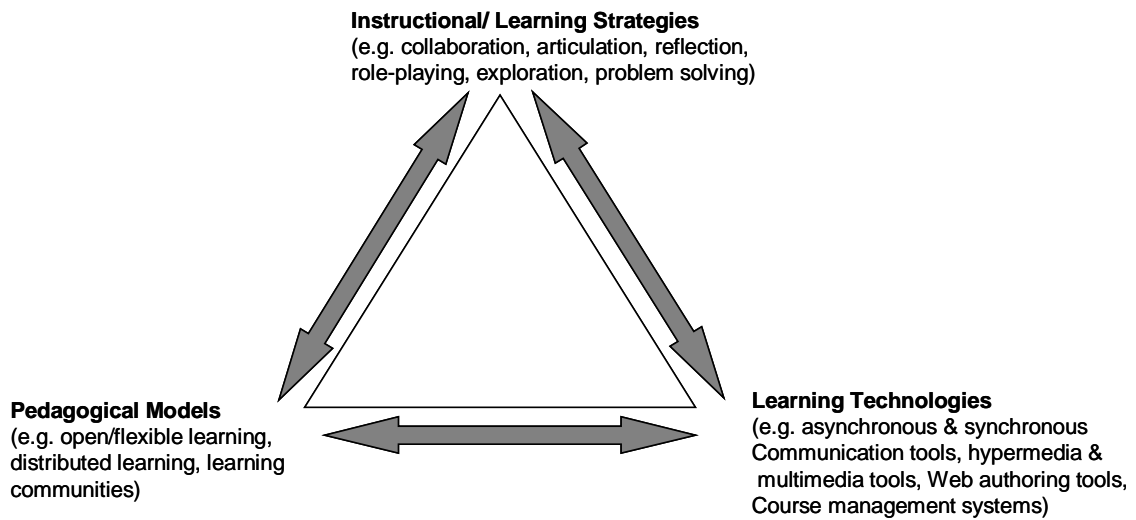 Instructional/ Learning Strategies
(e.g. collaboration, articulation, reflection,
role-playing, exploration, problem solving)
Pedagogical Models
(e.g. open/flexible learning,
distributed learning, learning
communities)
Learning Technologies
(e.g. asynchronous & synchronous
Communication tools, hypermedia &
multimedia tools, Web authoring tools,
Course management systems)